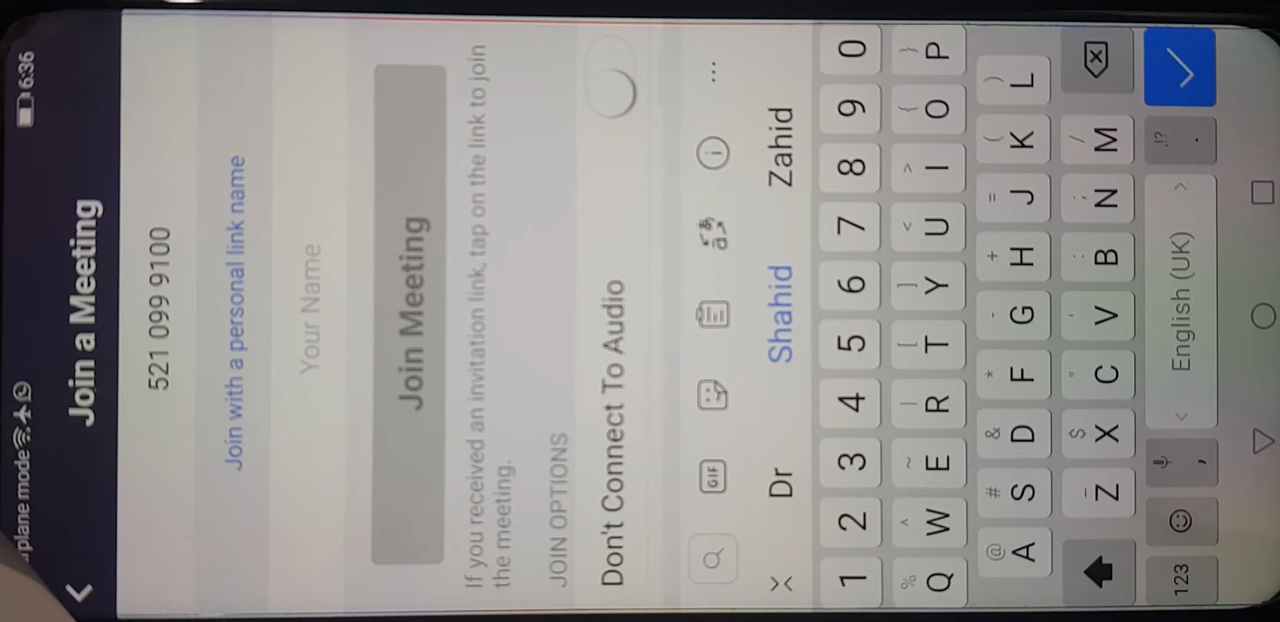 plane mode 6:36
Join a Meeting
521 099 9100
Join with a personal link name
Your Name
Join Meeting
If you received an invitation link, tap on the link to join
the meeting.
JOIN OPTIONS
Don't Connect To Audio
GIF
Dr Shahid Zahid
1 2 3 4 5 6 7 8 9 0
% ^ ~ | [ ] < > { }
Q W E R T Y U I O P
@ # & * - + = ( )
A S D F G H J K L
_ $ " ' : ; /
Z X C V B N M
123 , < English (UK) > ,!? .